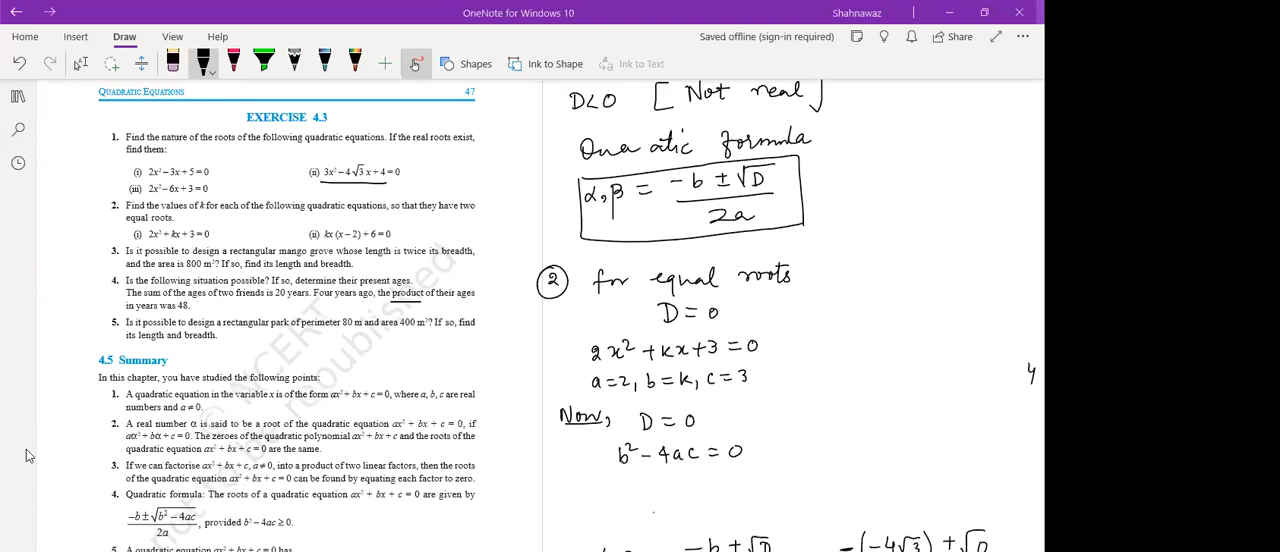 OneNote for Windows 10
Shahnawaz
Home Insert Draw View Help
Saved offline (sign-in required) Share
Shapes Ink to Shape Ink to Text
QUADRATIC EQUATIONS 47
EXERCISE 4.3
1. Find the nature of the roots of the following quadratic equations. If the real roots exist,
find them:
(i) 2x² – 3x + 5 = 0 (ii) 3x² – 4√3 x + 4 = 0
(iii) 2x² – 6x + 3 = 0
2. Find the values of k for each of the following quadratic equations, so that they have two
equal roots.
(i) 2x² + kx + 3 = 0 (ii) kx (x – 2) + 6 = 0
3. Is it possible to design a rectangular mango grove whose length is twice its breadth,
and the area is 800 m²? If so, find its length and breadth.
4. Is the following situation possible? If so, determine their present ages.
The sum of the ages of two friends is 20 years. Four years ago, the product of their ages
in years was 48.
5. Is it possible to design a rectangular park of perimeter 80 m and area 400 m²? If so, find
its length and breadth.
4.5 Summary
In this chapter, you have studied the following points:
1. A quadratic equation in the variable x is of the form ax² + bx + c = 0, where a, b, c are real
numbers and a ≠ 0.
2. A real number α is said to be a root of the quadratic equation ax² + bx + c = 0, if
aα² + bα + c = 0. The zeroes of the quadratic polynomial ax² + bx + c and the roots of the
quadratic equation ax² + bx + c = 0 are the same.
3. If we can factorise ax² + bx + c, a ≠ 0, into a product of two linear factors, then the roots
of the quadratic equation ax² + bx + c = 0 can be found by equating each factor to zero.
4. Quadratic formula: The roots of a quadratic equation ax² + bx + c = 0 are given by
–b ± √b² – 4ac / 2a, provided b² – 4ac ≥ 0.
5. A quadratic equation ax² + bx + c = 0 has
© NCERT
not to be republished
D<0 [Not real]
formula
α, β = -b ± √D / 2a
② for equal roots
D = 0
2x² + kx + 3 = 0
a = 2, b = k, c = 3
Now, D = 0
b² - 4ac = 0
-b ± √D -(-4√3) ± √0
y